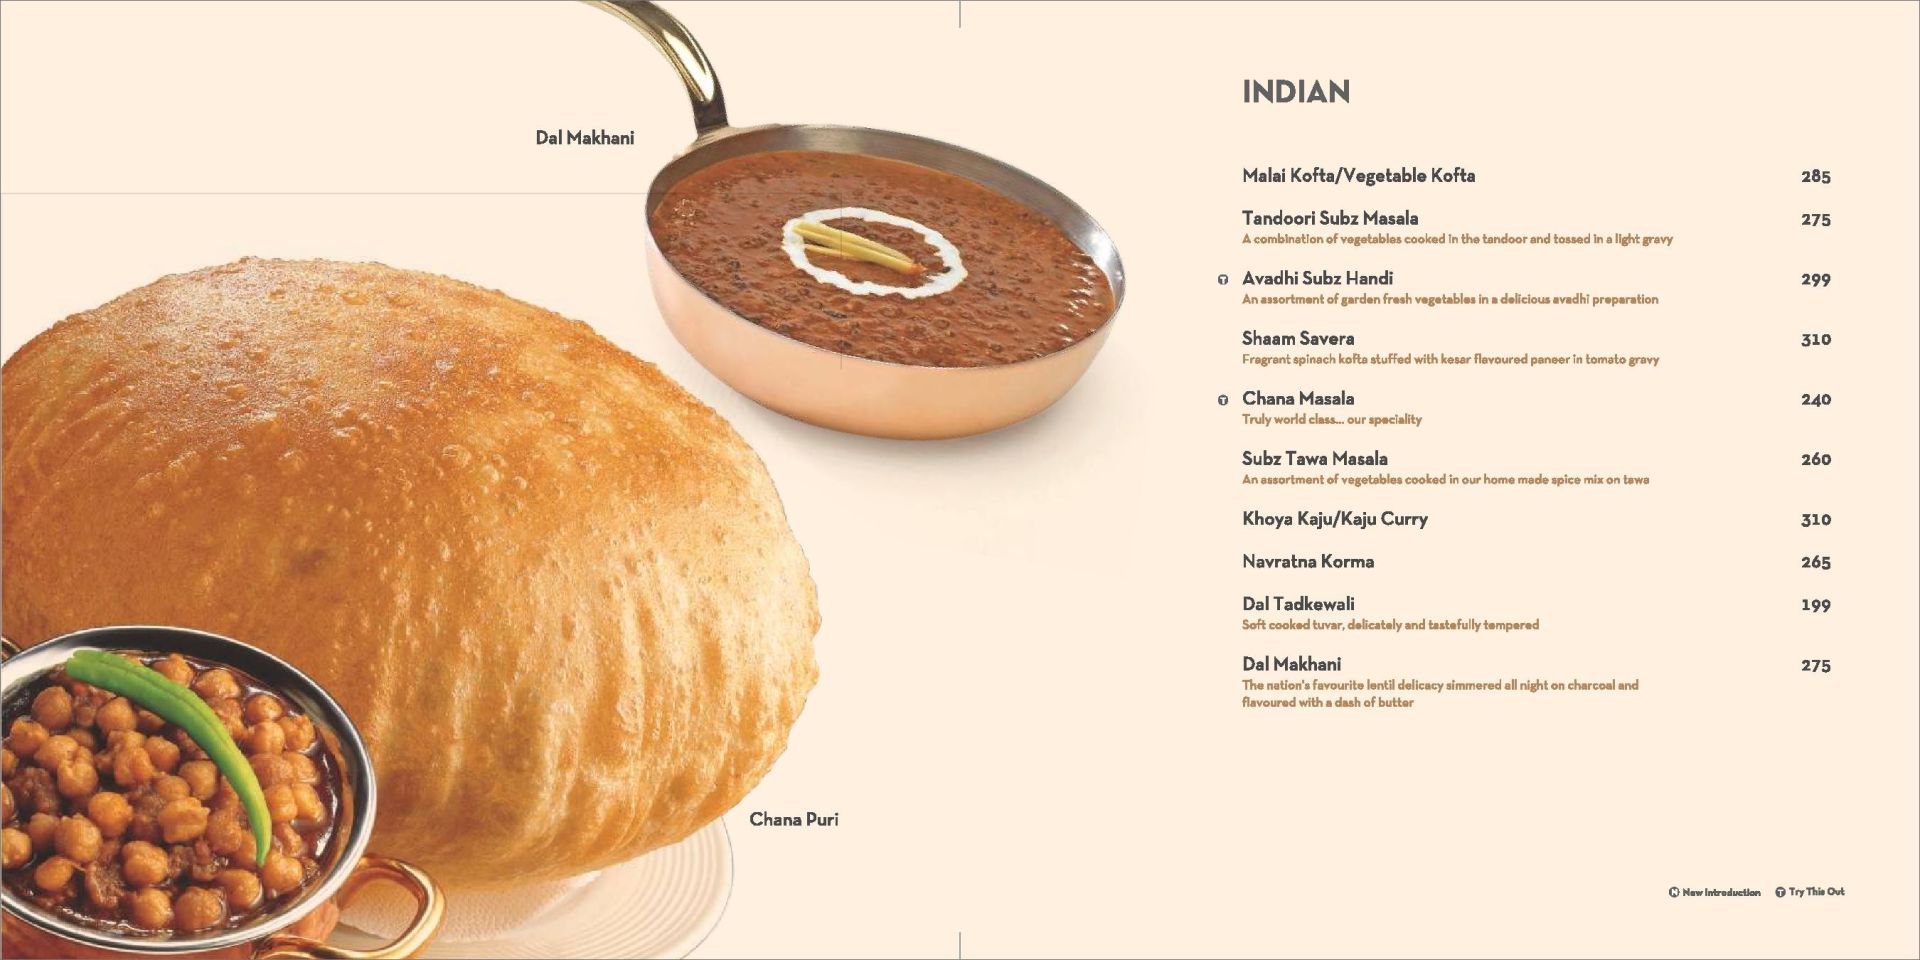 Dal Makhani
Chana Puri
INDIAN
Malai Kofta/Vegetable Kofta 285
Tandoori Subz Masala 275
A combination of vegetables cooked in the tandoor and tossed in a light gravy
Ⓣ Avadhi Subz Handi 299
An assortment of garden fresh vegetables in a delicious avadhi preparation
Shaam Savera 310
Fragrant spinach kofta stuffed with kesar flavoured paneer in tomato gravy
Ⓣ Chana Masala 240
Truly world class... our speciality
Subz Tawa Masala 260
An assortment of vegetables cooked in our home made spice mix on tawa
Khoya Kaju/Kaju Curry 310
Navratna Korma 265
Dal Tadkewali 199
Soft cooked tuvar, delicately and tastefully tempered
Dal Makhani 275
The nation's favourite lentil delicacy simmered all night on charcoal and
flavoured with a dash of butter
Ⓝ New Introduction Ⓣ Try This Out